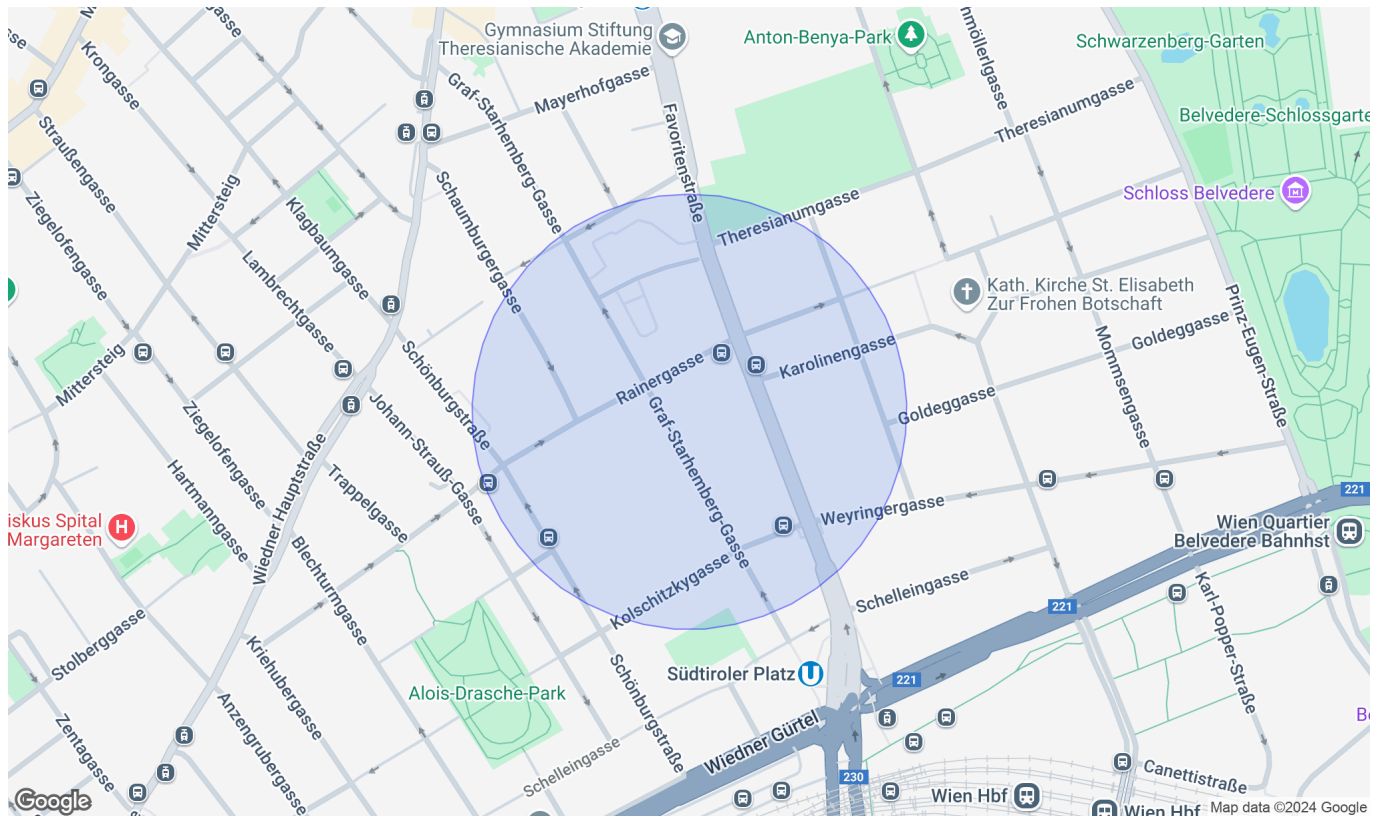 Gymnasium Stiftung
Theresianische Akademie
Anton-Benya-Park
Schwarzenberg-Garten
Krongasse
Graf-Starhemberg-Gasse
Mayerhofgasse
Favoritenstraße
Theresianumgasse
Belvedere-Schlossgarte
Straußengasse
Mittersteig
Schaumburgergasse
Schloss Belvedere
Ziegelofengasse
Klagbaumgasse
Theresianumgasse
Lambrechtgasse
Kath. Kirche St. Elisabeth
Zur Frohen Botschaft
Prinz-Eugen-Straße
Goldeggasse
Mommsengasse
Mittersteig
Schönburgstraße
Rainergasse
Karolinengasse
Goldeggasse
Johann-Strauß-Gasse
Graf-Starhemberg-Gasse
Ziegelofengasse
Wiedner Hauptstraße
Trappelgasse
Hartmanngasse
Weyringergasse
221
Wien Quartier
Belvedere Bahnhst
iskus Spital
Margareten
H
Blechturmgasse
Kolschitzkygasse
Schelleingasse
221
Karl-Popper-Straße
Stolberggasse
Kriehubergasse
Alois-Drasche-Park
Schönburgstraße
Südtiroler Platz
U
221
Zentagasse
Anzengrubergasse
Schelleingasse
Wiedner Gürtel
230
Canettistraße
Wien Hbf
Wien Hbf
Google
Map data ©2024 Google